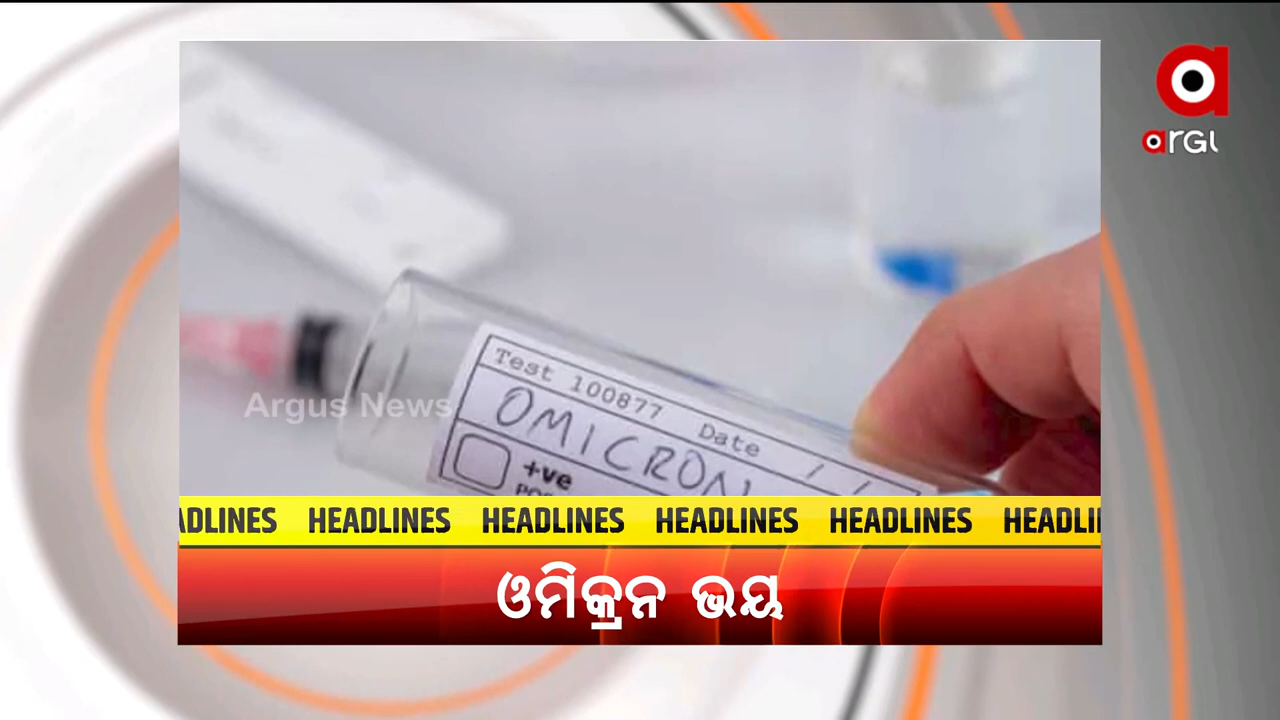 Argus News
Test 100877 Date / /
OMICRON
+ve
HEADLINES HEADLINES HEADLINES HEADLINES
ଓମିକ୍ରନ ଭୟ